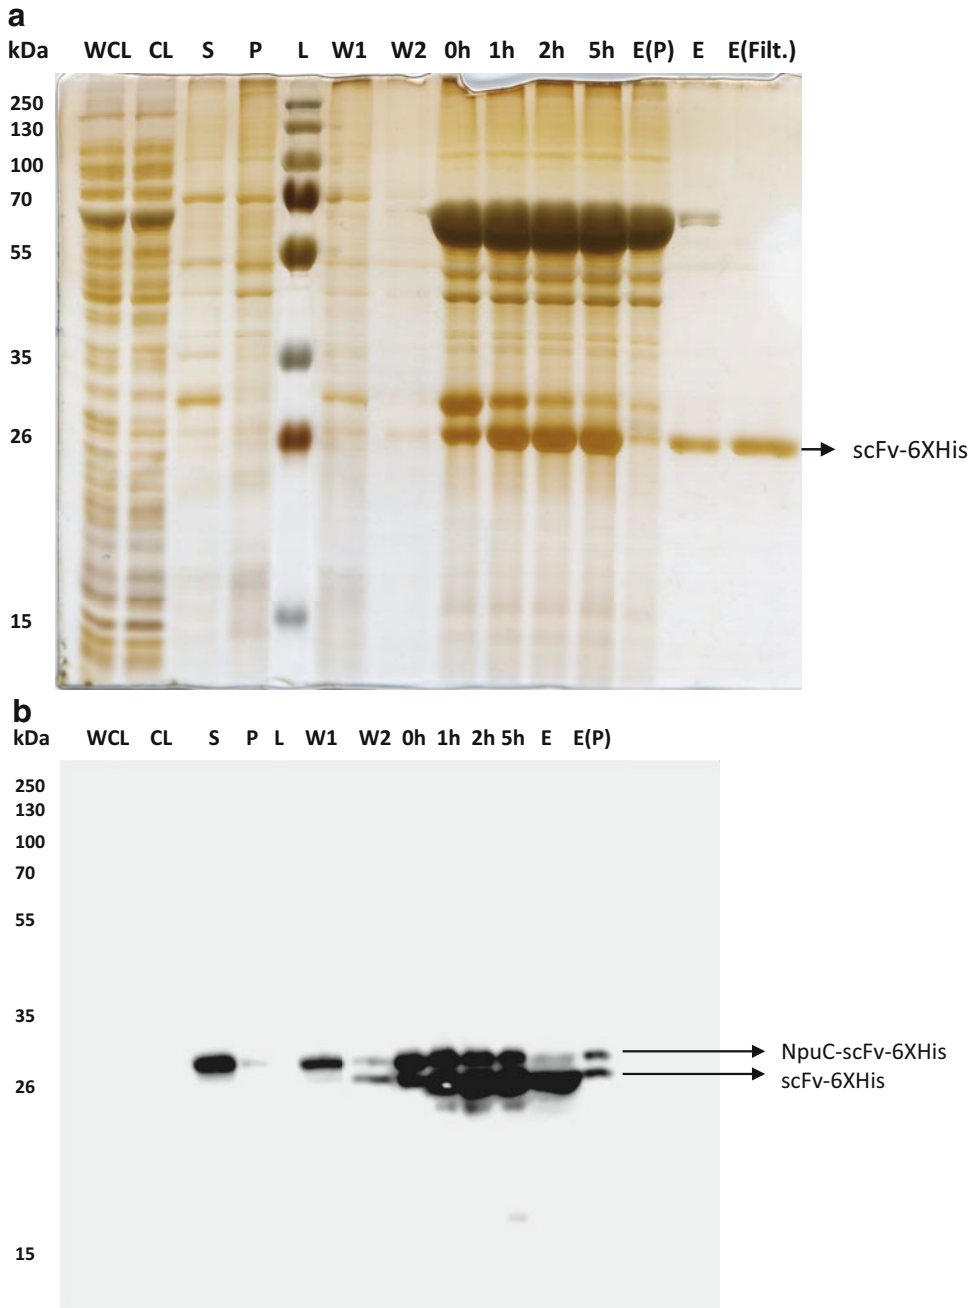 a
kDa WCL CL S P L W1 W2 0h 1h 2h 5h E(P) E E(Filt.)
250
130
100
70
55
35
26
scFv-6XHis
15
b
kDa WCL CL S P L W1 W2 0h 1h 2h 5h E E(P)
250
130
100
70
55
35
NpuC-scFv-6XHis
scFv-6XHis
26
15